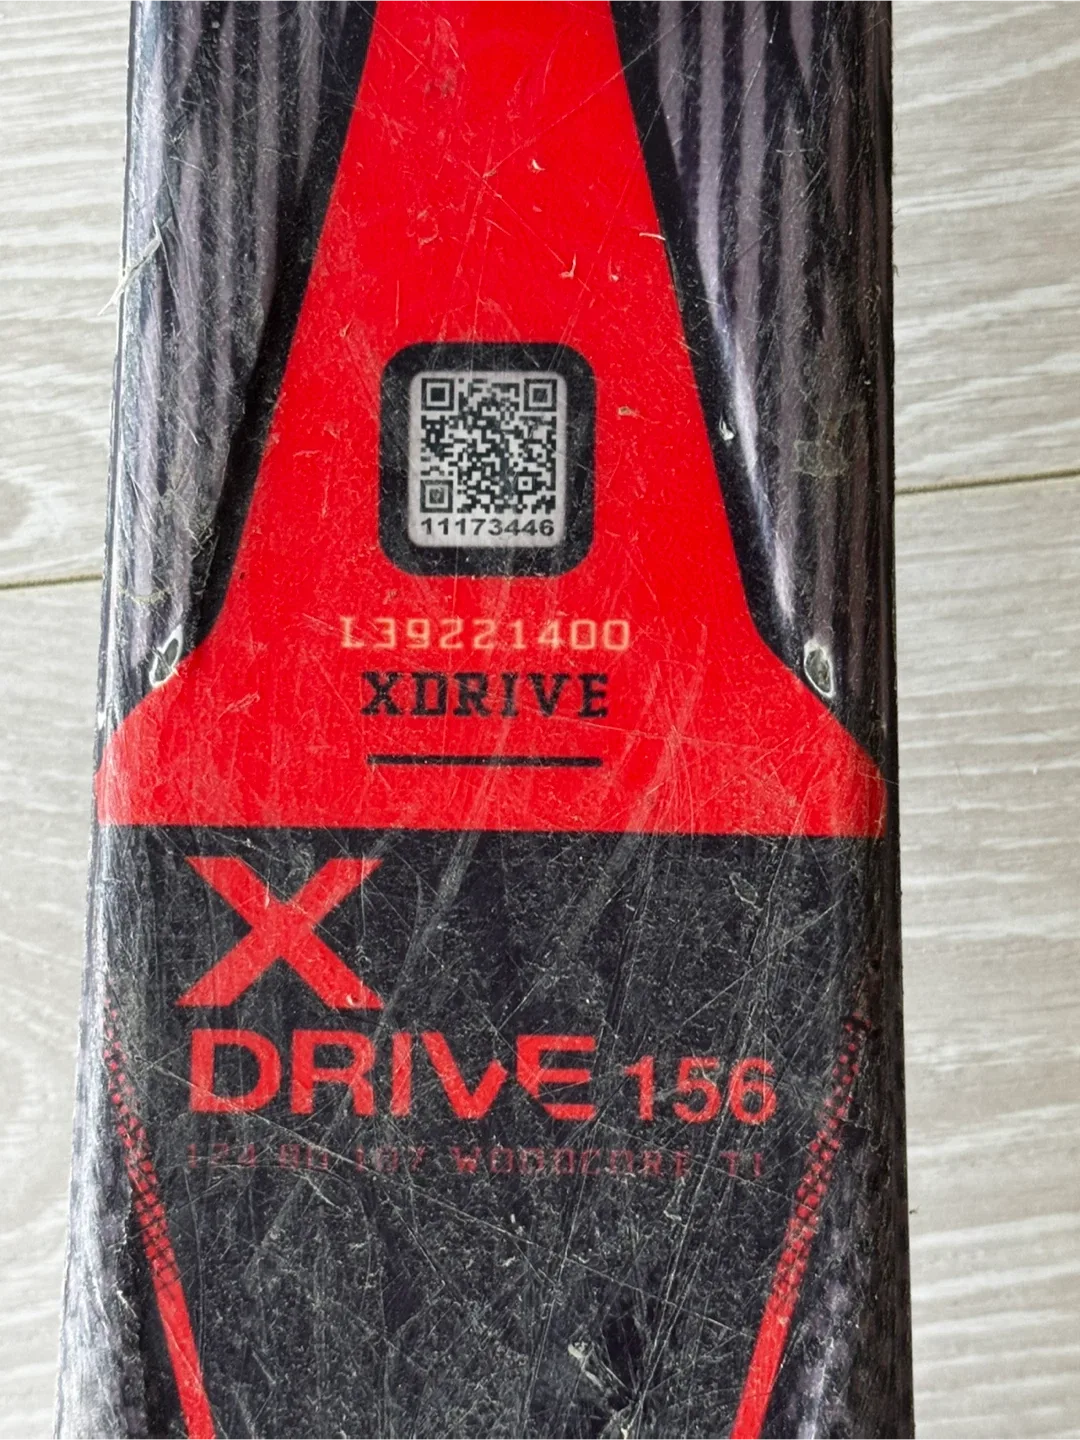 11173446
L39221400
XDRIVE
X
DRIVE 156
124 80 107 WOODCORE TI